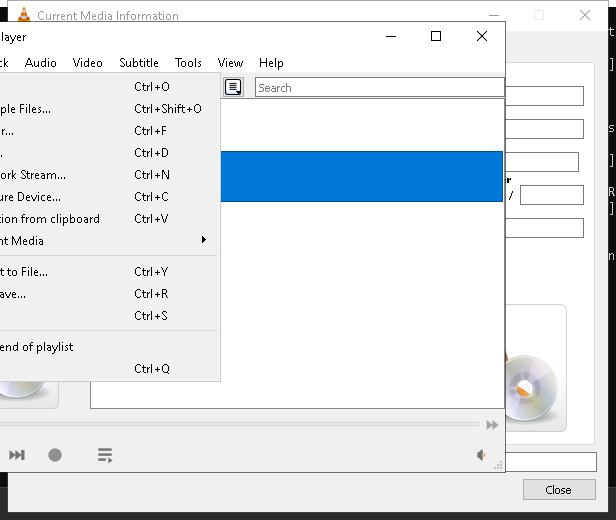 Current Media Information
layer
ck Audio Video Subtitle Tools View Help
Ctrl+O
Search
ple Files... Ctrl+Shift+O
r... Ctrl+F
. Ctrl+D
ork Stream... Ctrl+N
ure Device... Ctrl+C
tion from clipboard Ctrl+V
nt Media
t to File... Ctrl+Y
ave... Ctrl+R
Ctrl+S
end of playlist
Ctrl+Q
r
/
t
]
s
]
R
]
n
Close